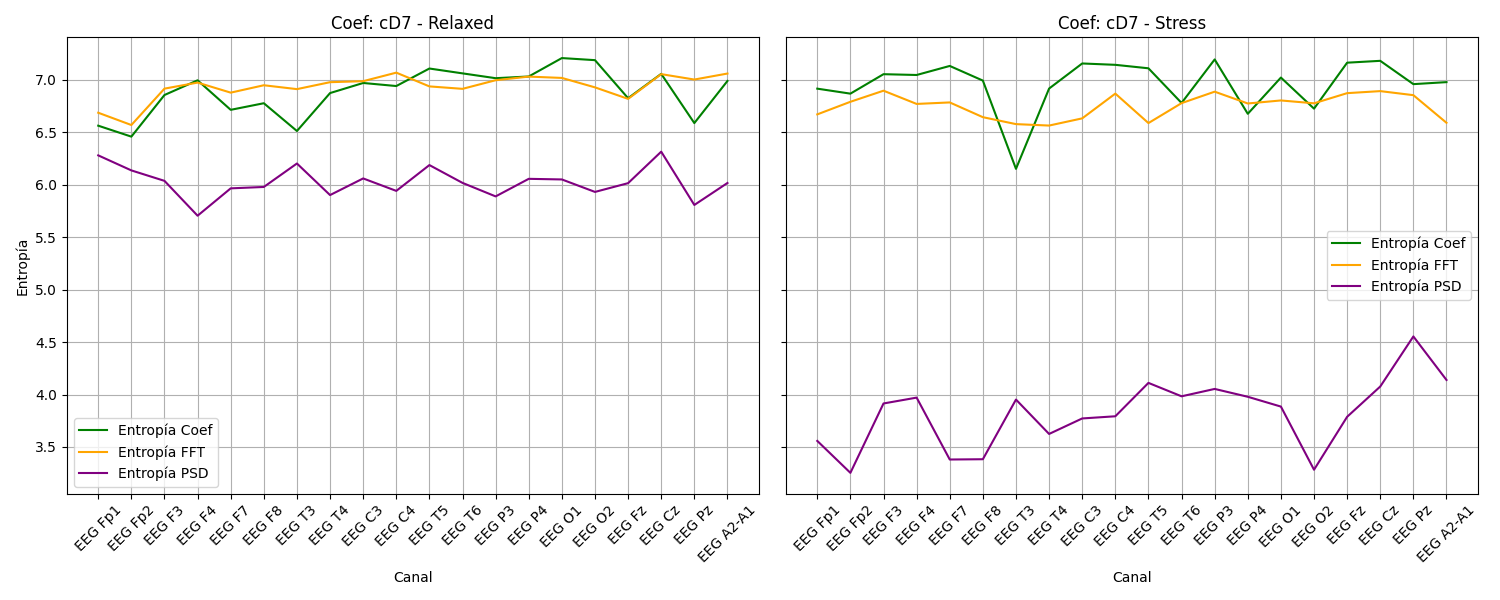 Coef: cD7 - Relaxed
Entropía
7.0
6.5
6.0
5.5
5.0
4.5
4.0
3.5
Entropía Coef
Entropía FFT
Entropía PSD
EEG Fp1
EEG Fp2
EEG F3
EEG F4
EEG F7
EEG F8
EEG T3
EEG T4
EEG C3
EEG C4
EEG T5
EEG T6
EEG P3
EEG P4
EEG O1
EEG O2
EEG Fz
EEG Cz
EEG Pz
EEG A2-A1
Canal
Coef: cD7 - Stress
Entropía Coef
Entropía FFT
Entropía PSD
EEG Fp1
EEG Fp2
EEG F3
EEG F4
EEG F7
EEG F8
EEG T3
EEG T4
EEG C3
EEG C4
EEG T5
EEG T6
EEG P3
EEG P4
EEG O1
EEG O2
EEG Fz
EEG Cz
EEG Pz
EEG A2-A1
Canal